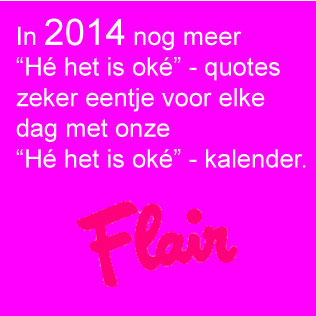 In 2014 nog meer
“Hé het is oké” - quotes
zeker eentje voor elke
dag met onze
“Hé het is oké” - kalender.
Flair